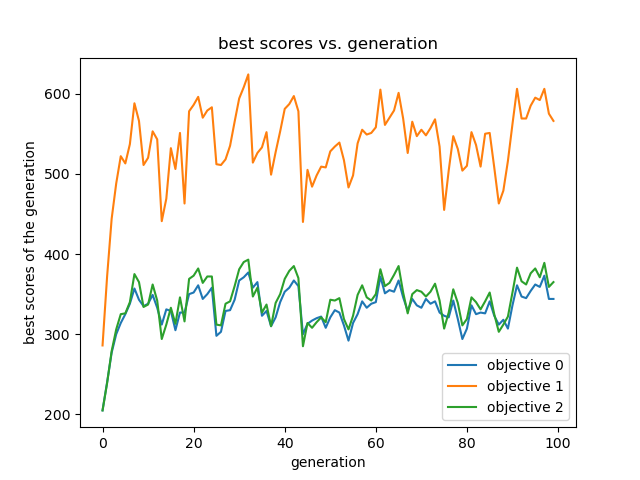 best scores vs. generation
best scores of the generation
600
500
400
300
200
0
20
40
60
80
100
generation
objective 0
objective 1
objective 2